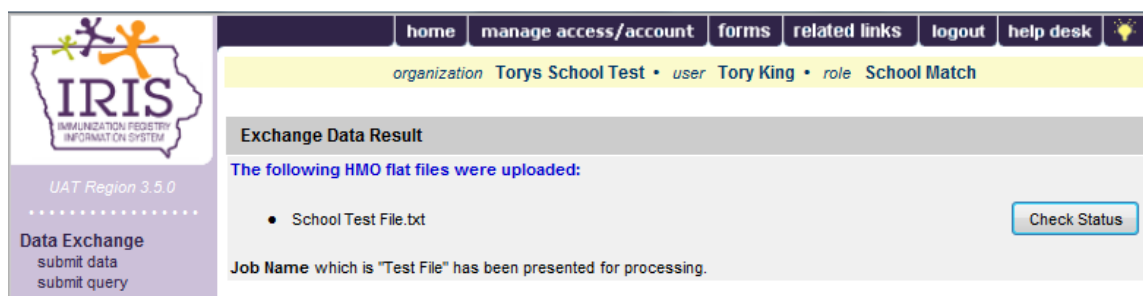 home manage access/account forms related links logout help desk
organization Torys School Test • user Tory King • role School Match
IRIS
IMMUNIZATION REGISTRY
INFORMATION SYSTEM
UAT Region 3.5.0
Data Exchange
submit data
submit query
Exchange Data Result
The following HMO flat files were uploaded:
• School Test File.txt
Check Status
Job Name which is "Test File" has been presented for processing.